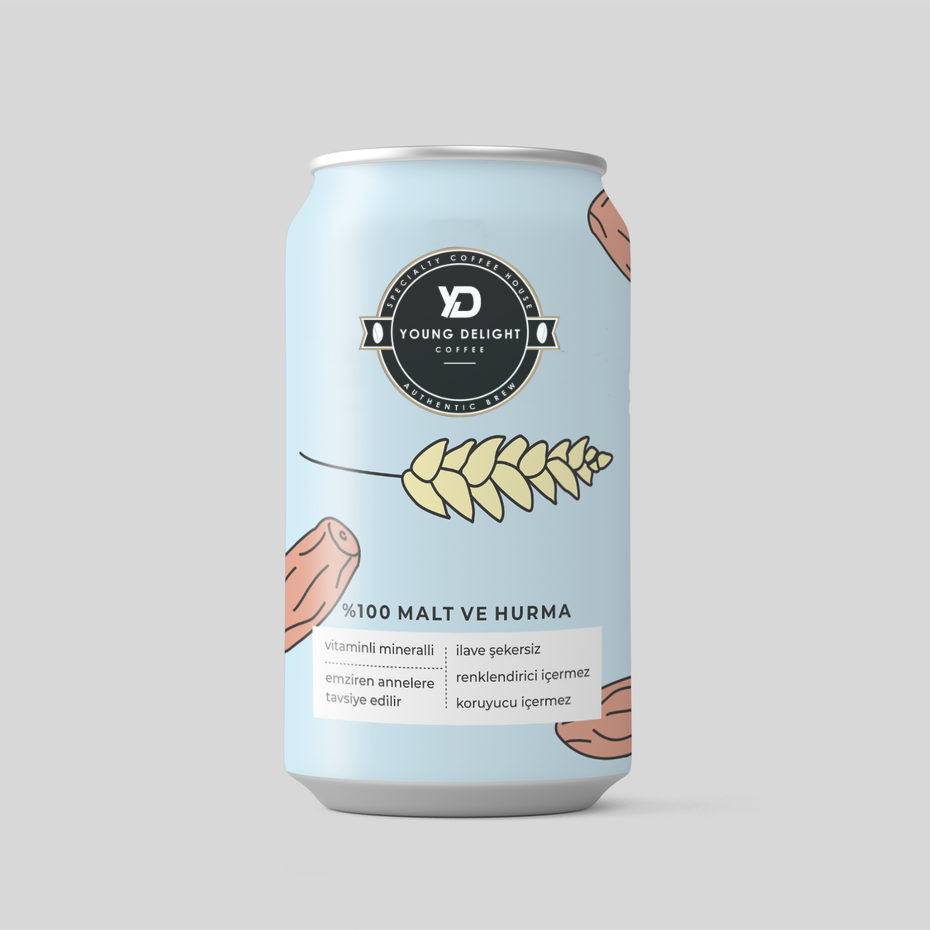 SPECIALTY COFFEE HOUSE
YD
YOUNG DELIGHT
COFFEE
AUTHENTIC BREW
%100 MALT VE HURMA
vitaminli mineralli
emziren annelere
tavsiye edilir
ilave şekersiz
renklendirici içermez
koruyucu içermez